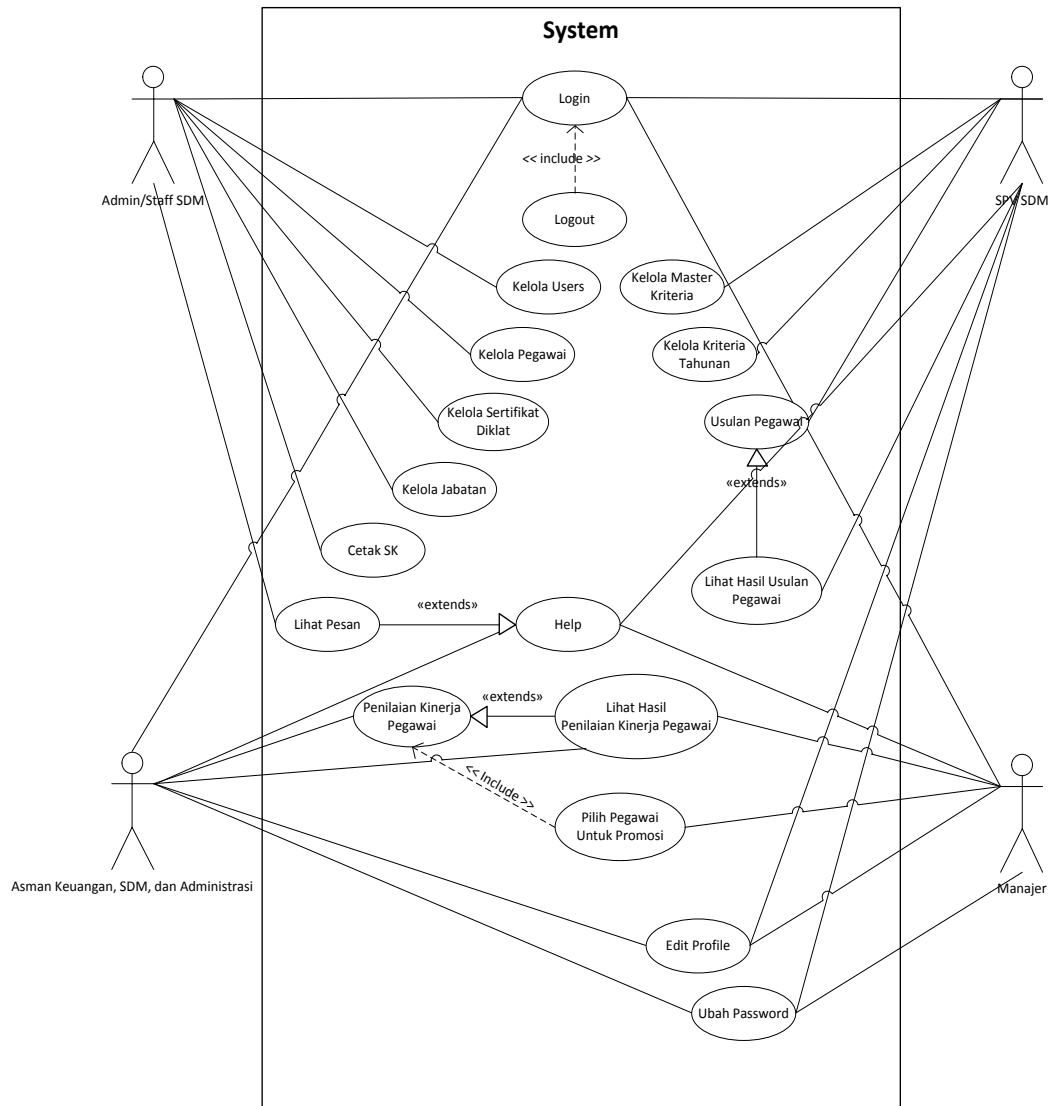 System
Login
<< include >>
Admin/Staff SDM
SPV SDM
Logout
Kelola Users
Kelola Master
Kriteria
Kelola Pegawai
Kelola Kriteria
Tahunan
Kelola Sertifikat
Diklat
Usulan Pegawai
«extends»
Kelola Jabatan
Cetak SK
Lihat Hasil Usulan
Pegawai
«extends»
Lihat Pesan
Help
Penilaian Kinerja
Pegawai
«extends»
Lihat Hasil
Penilaian Kinerja Pegawai
<< Include >>
Pilih Pegawai
Untuk Promosi
Asman Keuangan, SDM, dan Administrasi
Manajer
Edit Profile
Ubah Password